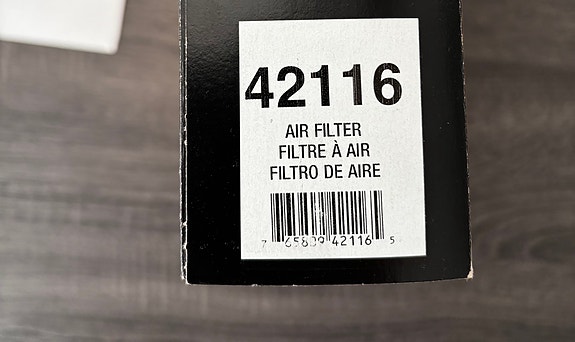 42116
AIR FILTER
FILTRE À AIR
FILTRO DE AIRE
7 65809 42116 5